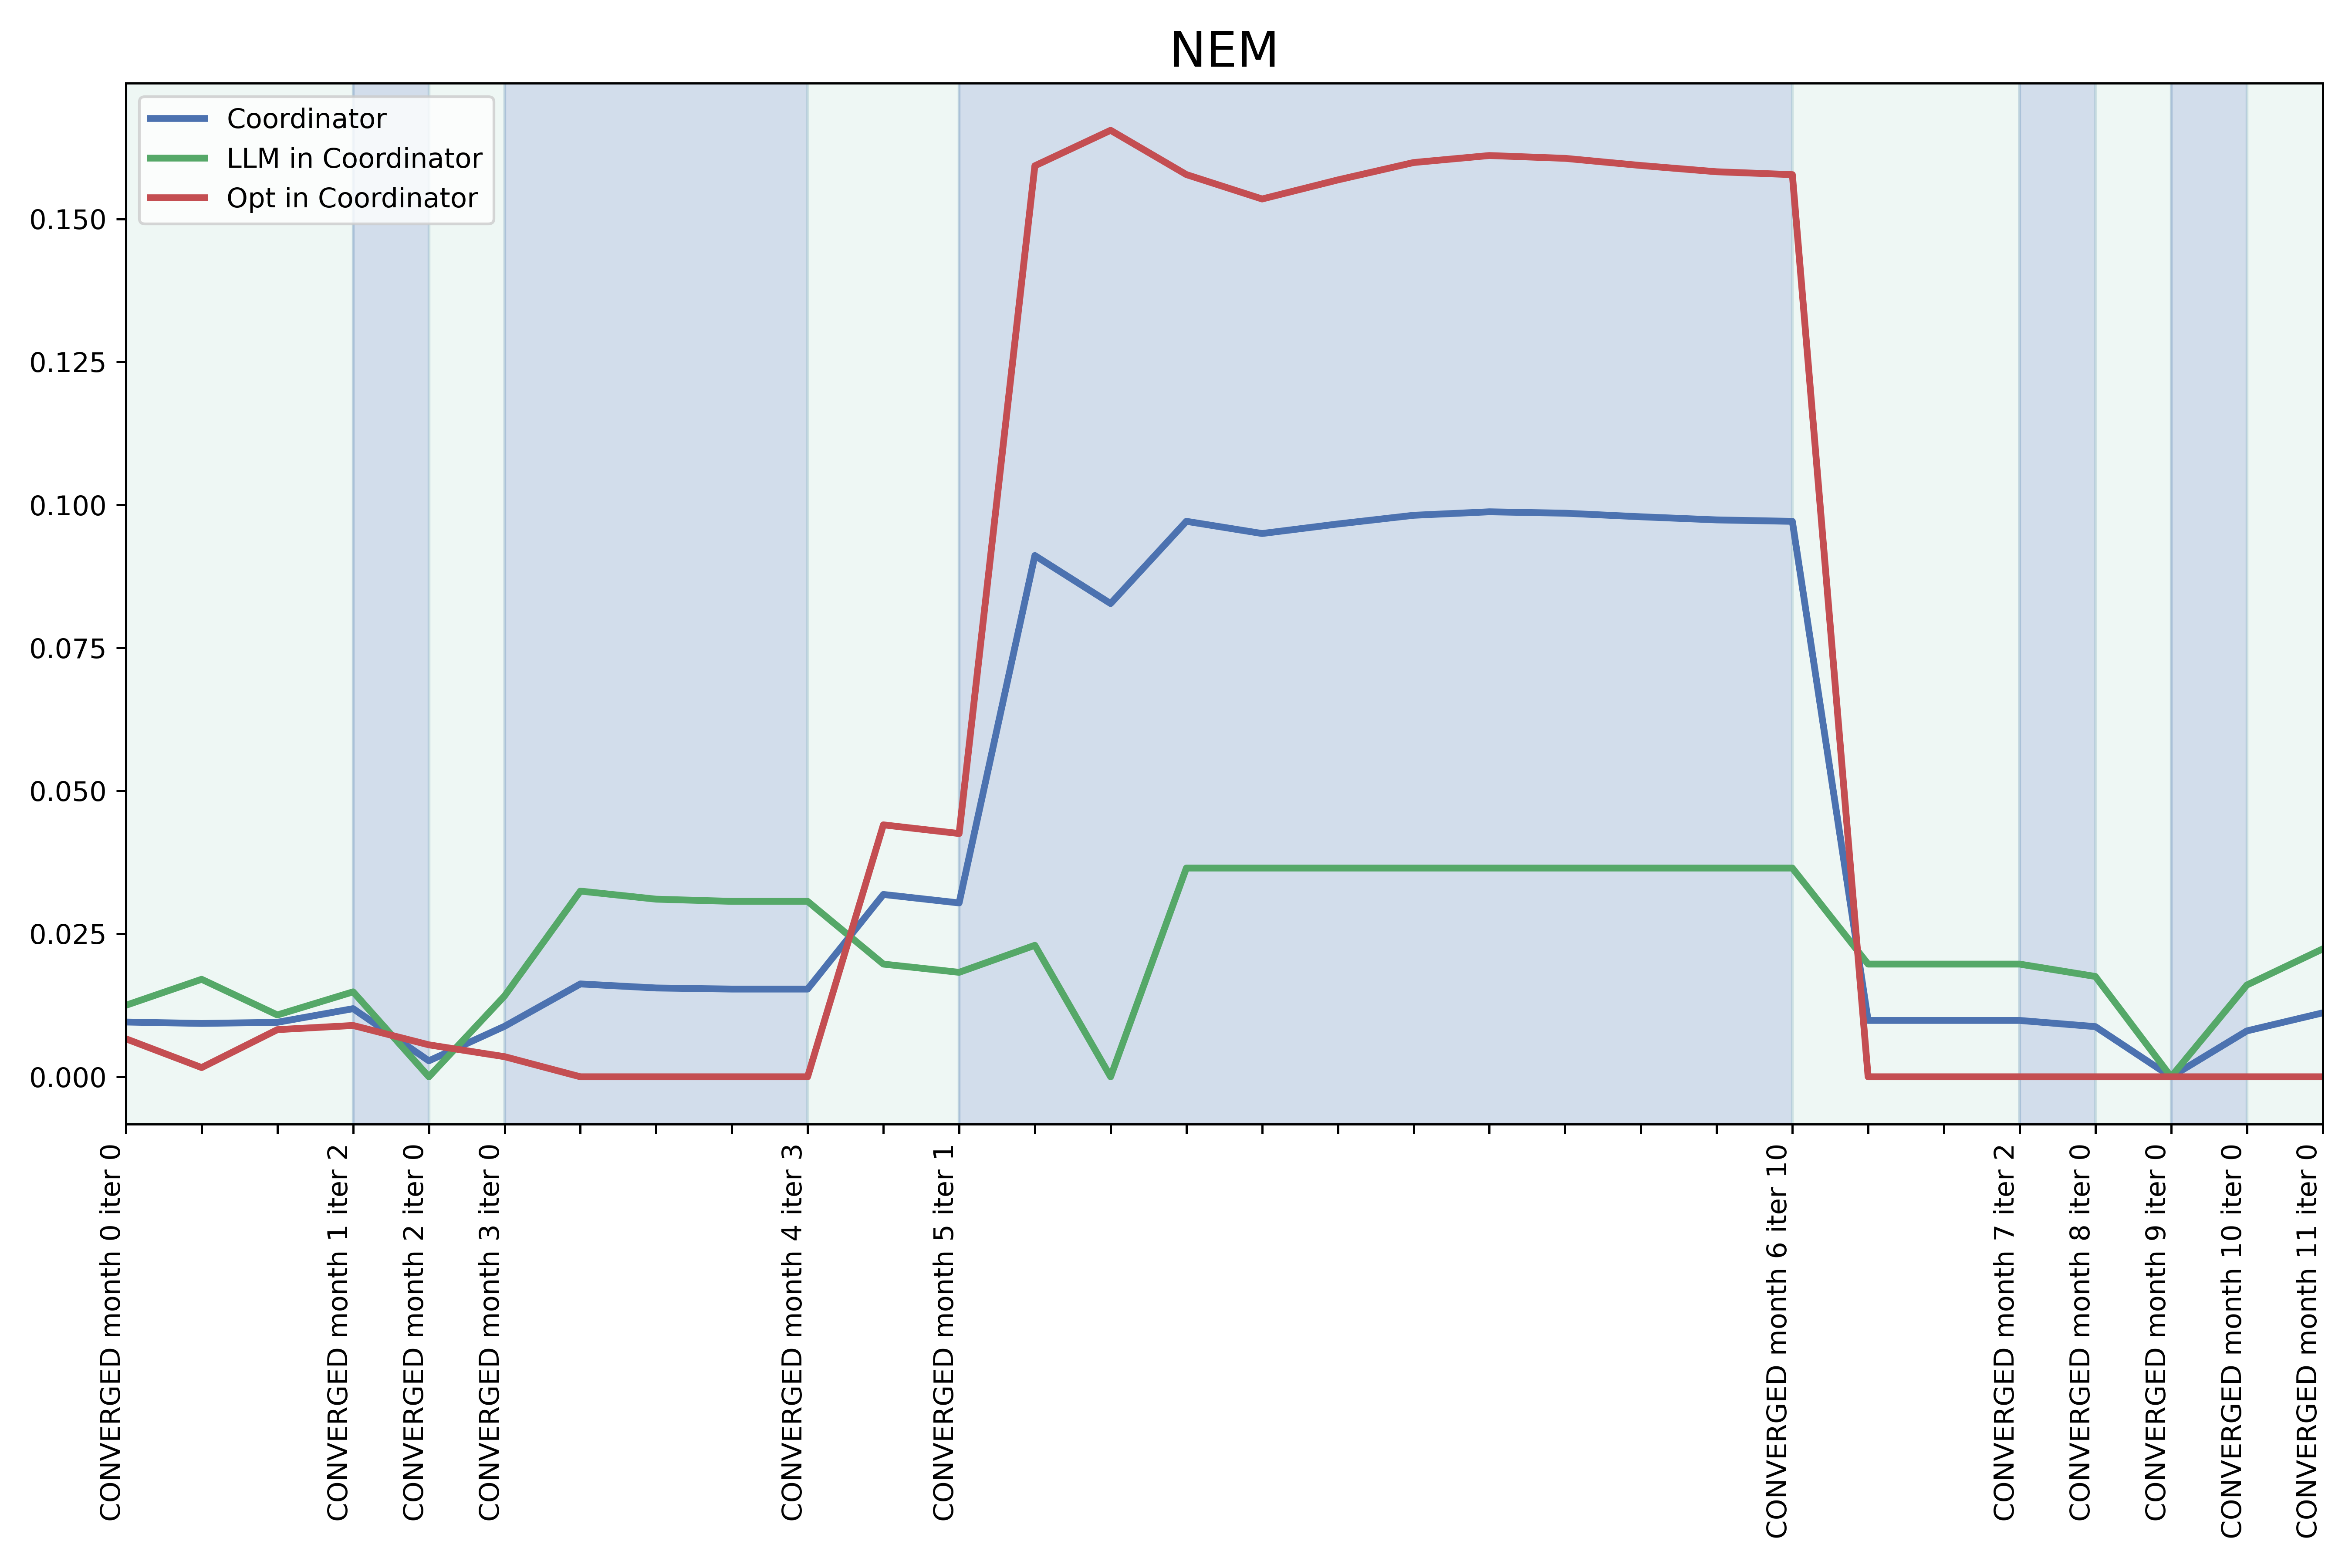 NEM
Coordinator
LLM in Coordinator
Opt in Coordinator
0.150
0.125
0.100
0.075
0.050
0.025
0.000
CONVERGED month 0 iter 0
CONVERGED month 1 iter 2
CONVERGED month 2 iter 0
CONVERGED month 3 iter 0
CONVERGED month 4 iter 3
CONVERGED month 5 iter 1
CONVERGED month 6 iter 10
CONVERGED month 7 iter 2
CONVERGED month 8 iter 0
CONVERGED month 9 iter 0
CONVERGED month 10 iter 0
CONVERGED month 11 iter 0